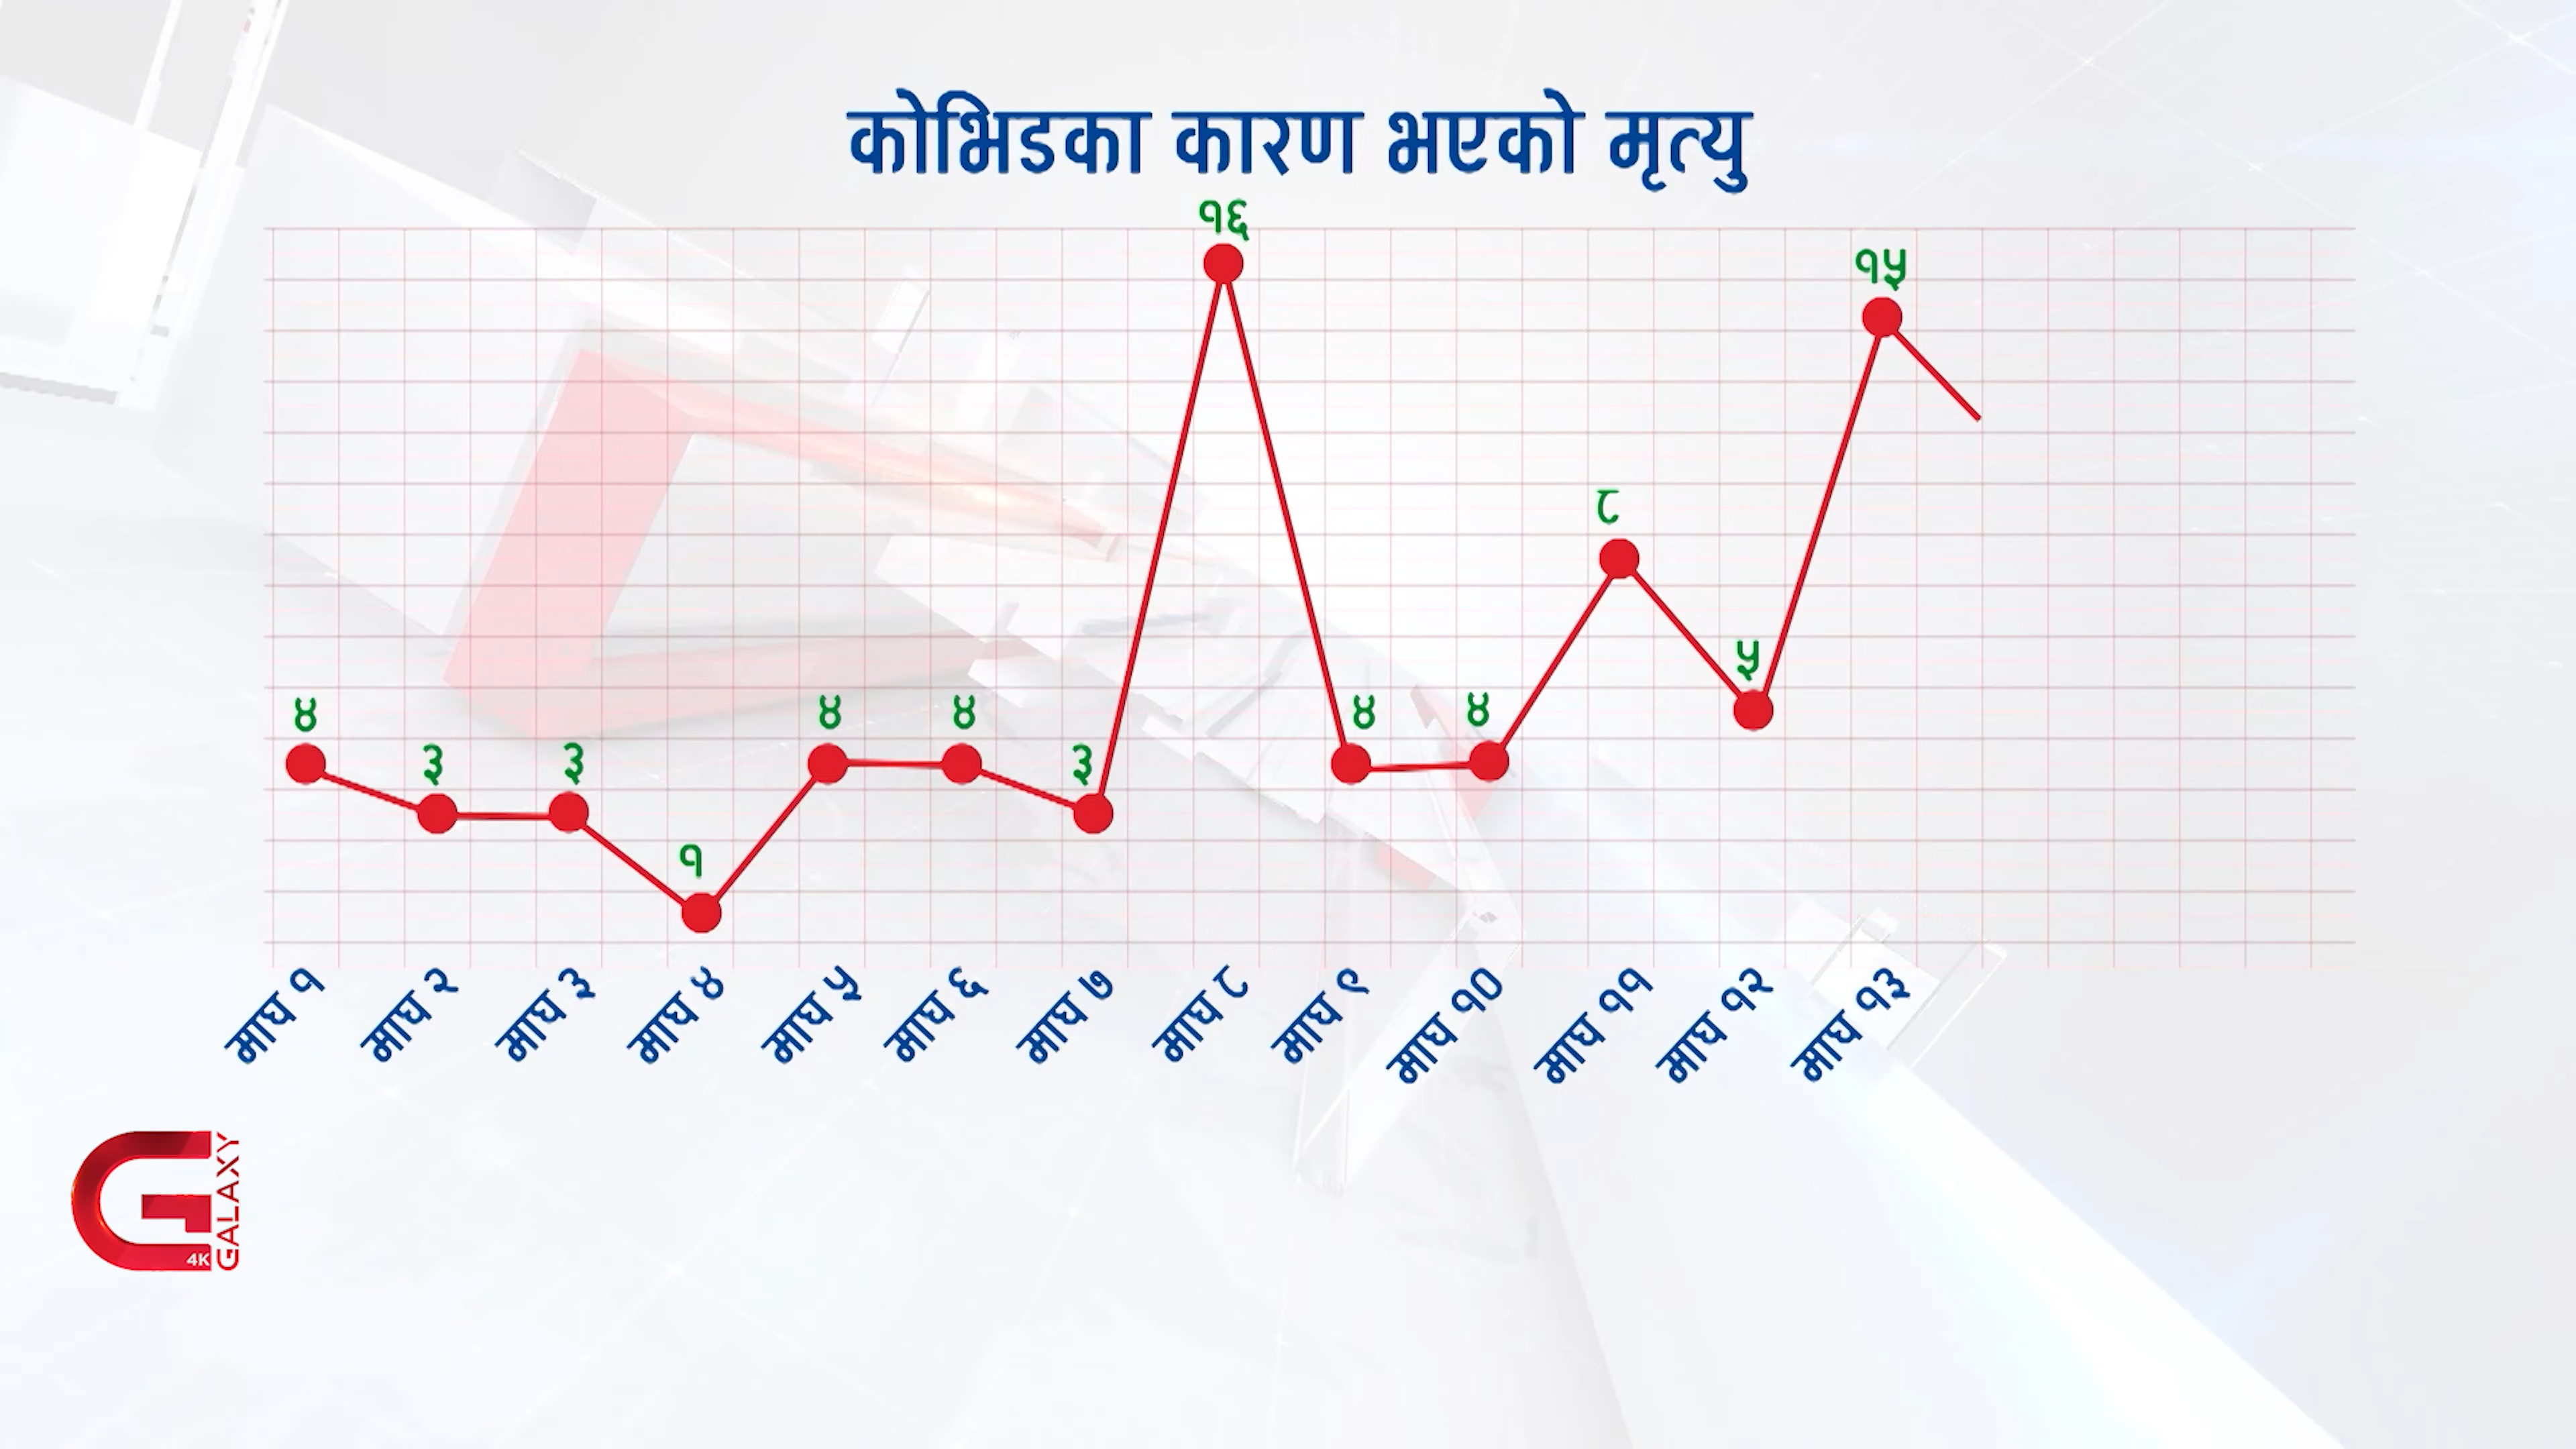 कोभिडका कारण भएको मृत्यु
१६
१५
८
५
४
४
४
४
४
३
३
३
१
माघ १
माघ २
माघ ३
माघ ४
माघ ५
माघ ६
माघ ७
माघ ८
माघ ९
माघ १०
माघ ११
माघ १२
माघ १३
GALAXY
4K